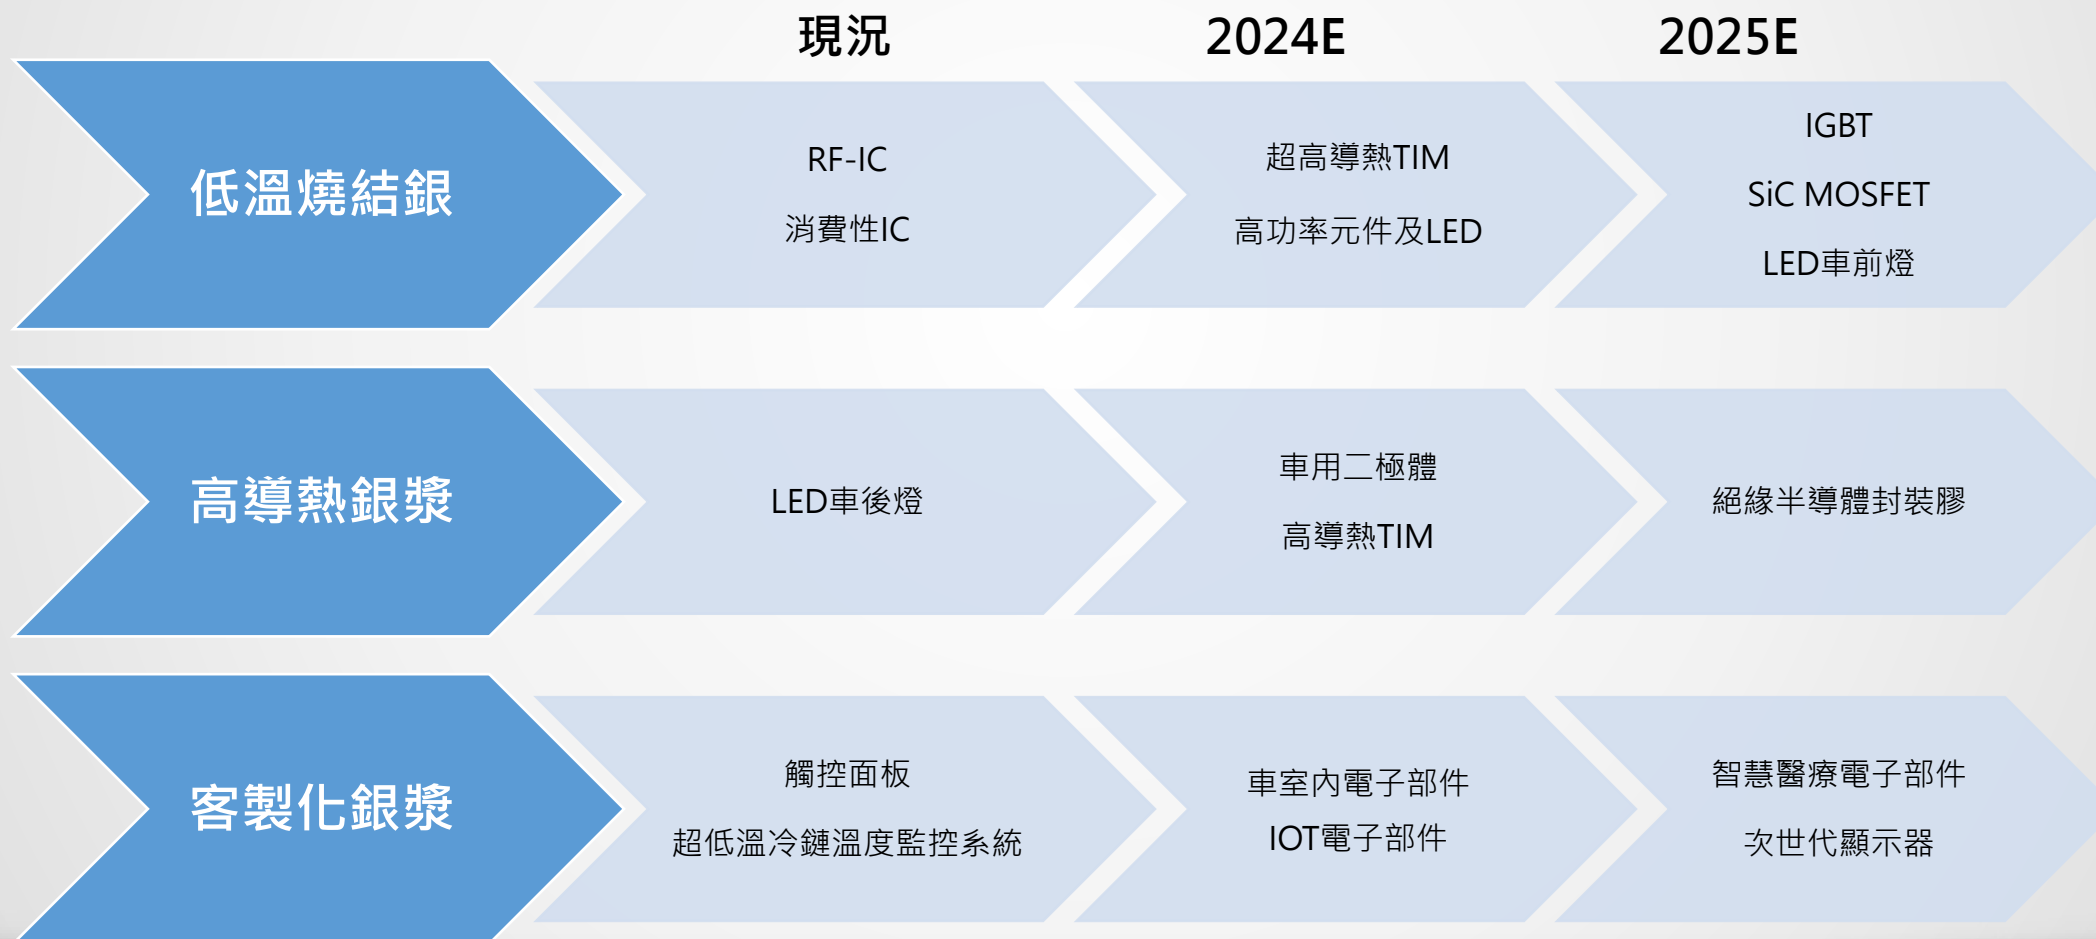 現況
2024E
2025E
低溫燒結銀
RF-IC
消費性IC
超高導熱TIM
高功率元件及LED
IGBT
SiC MOSFET
LED車前燈
高導熱銀漿
LED車後燈
車用二極體
高導熱TIM
絕緣半導體封裝膠
客製化銀漿
觸控面板
超低溫冷鏈溫度監控系統
車室內電子部件
IOT電子部件
智慧醫療電子部件
次世代顯示器